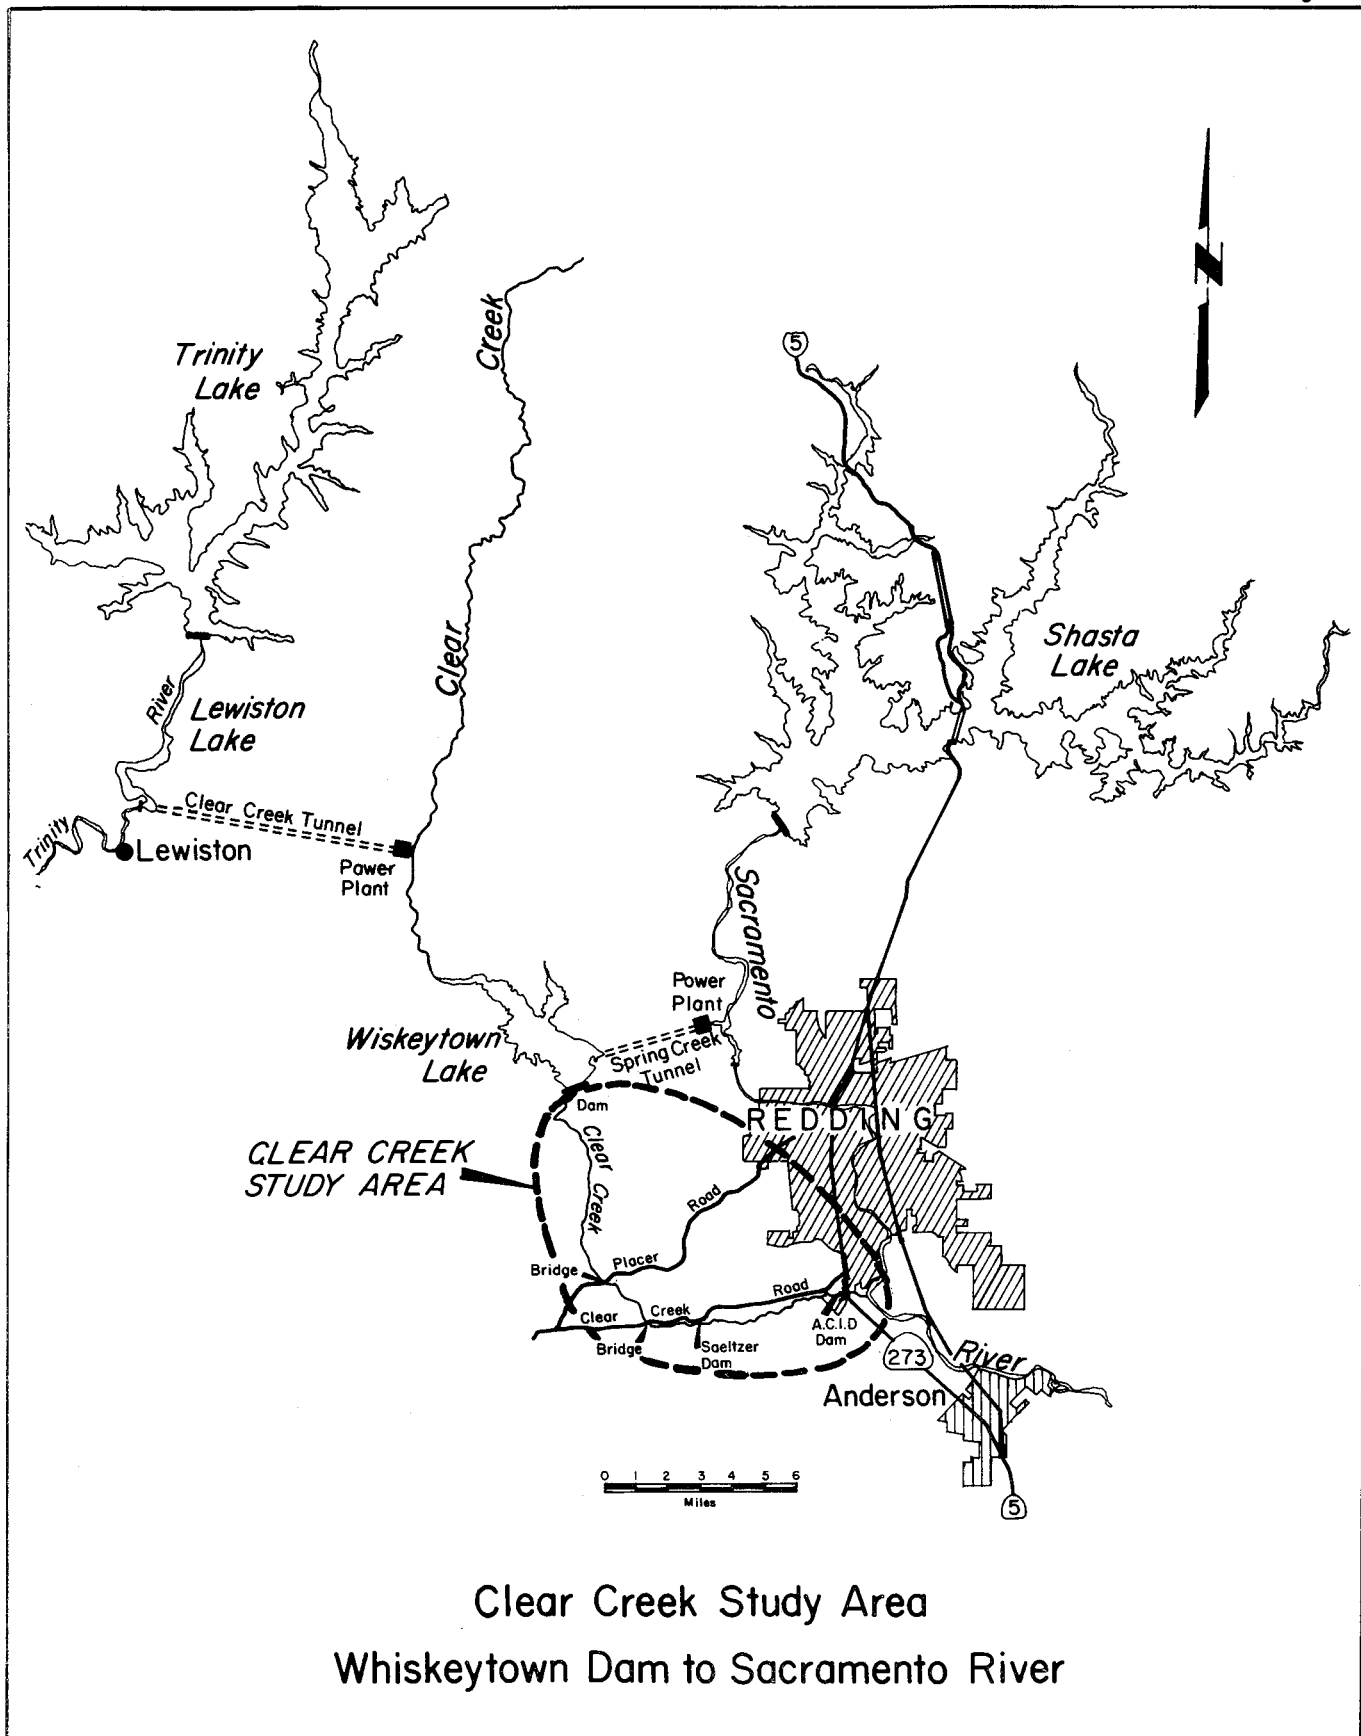 N
Creek
5
Trinity
Lake
Shasta
Lake
Clear
River
Lewiston
Lake
Clear Creek Tunnel
Trinity
Lewiston
Power
Plant
Sacramento
Power
Plant
Wiskeytown
Lake
Spring Creek
Tunnel
Dam
REDDING
CLEAR CREEK
STUDY AREA
Clear Creek
Road
Placer
Bridge
Road
Creek
Clear
A.C.I.D
Dam
Bridge
Saeltzer
Dam
273
River
Anderson
0 1 2 3 4 5 6
Miles
5
Clear Creek Study Area
Whiskeytown Dam to Sacramento River